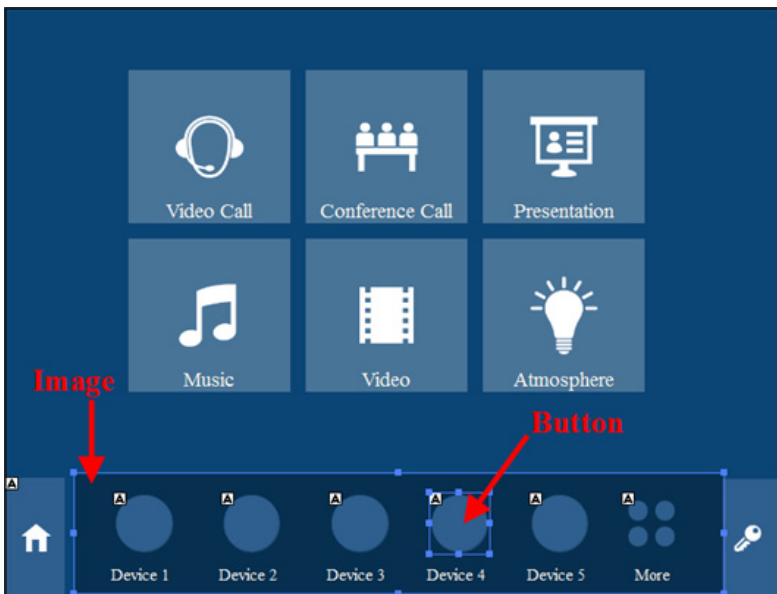 Video Call
Conference Call
Presentation
Music
Video
Atmosphere
Image
Button
A
A
A
A
A
A
A
Device 1
Device 2
Device 3
Device 4
Device 5
More